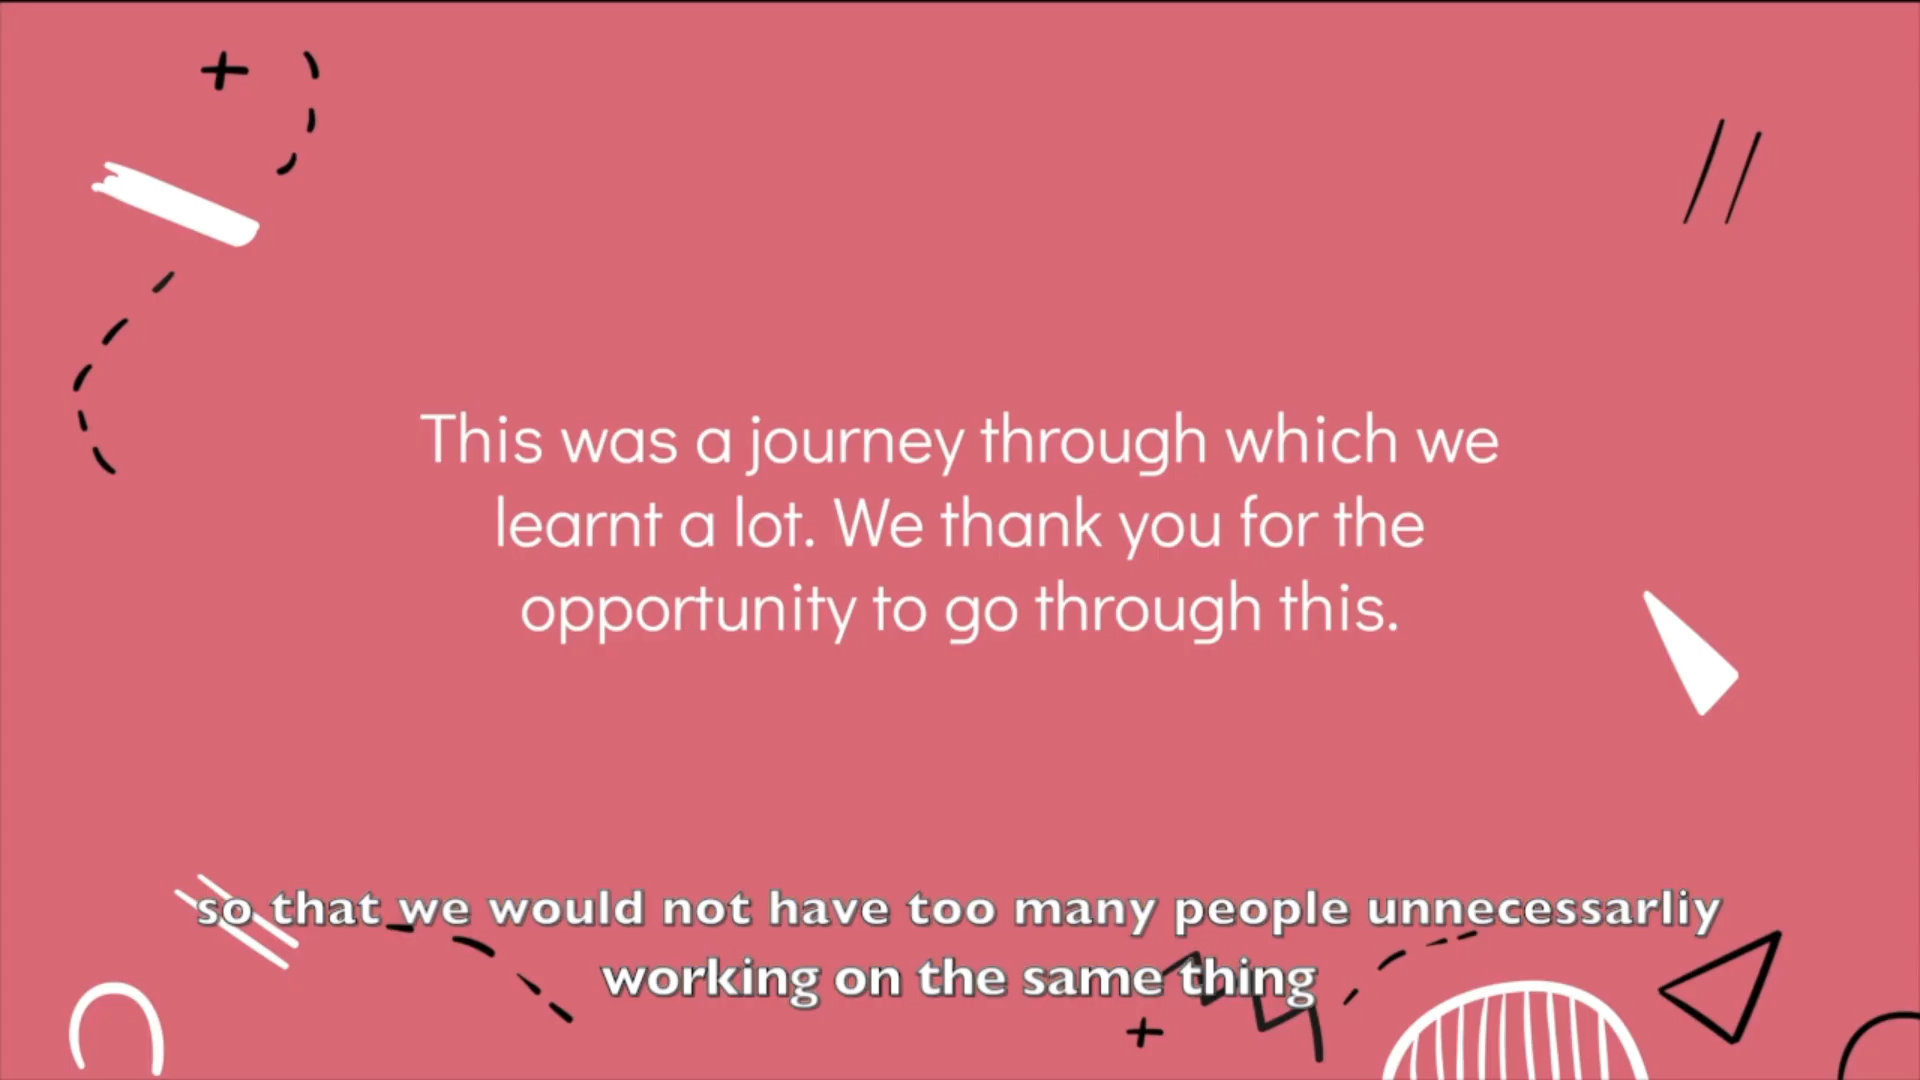 This was a journey through which we
learnt a lot. We thank you for the
opportunity to go through this.
so that we would not have too many people unnecessarliy
working on the same thing